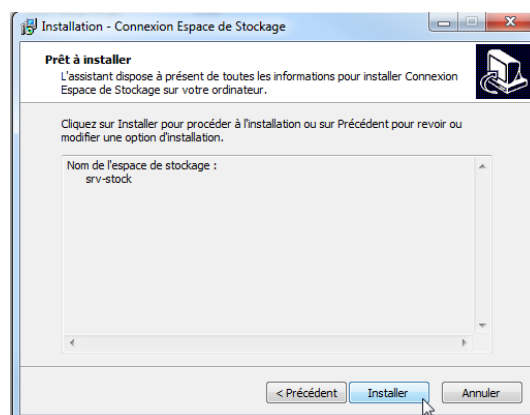 Installation - Connexion Espace de Stockage
Prêt à installer
L'assistant dispose à présent de toutes les informations pour installer Connexion
Espace de Stockage sur votre ordinateur.
Cliquez sur Installer pour procéder à l'installation ou sur Précédent pour revoir ou
modifier une option d'installation.
Nom de l'espace de stockage :
srv-stock
< Précédent Installer Annuler